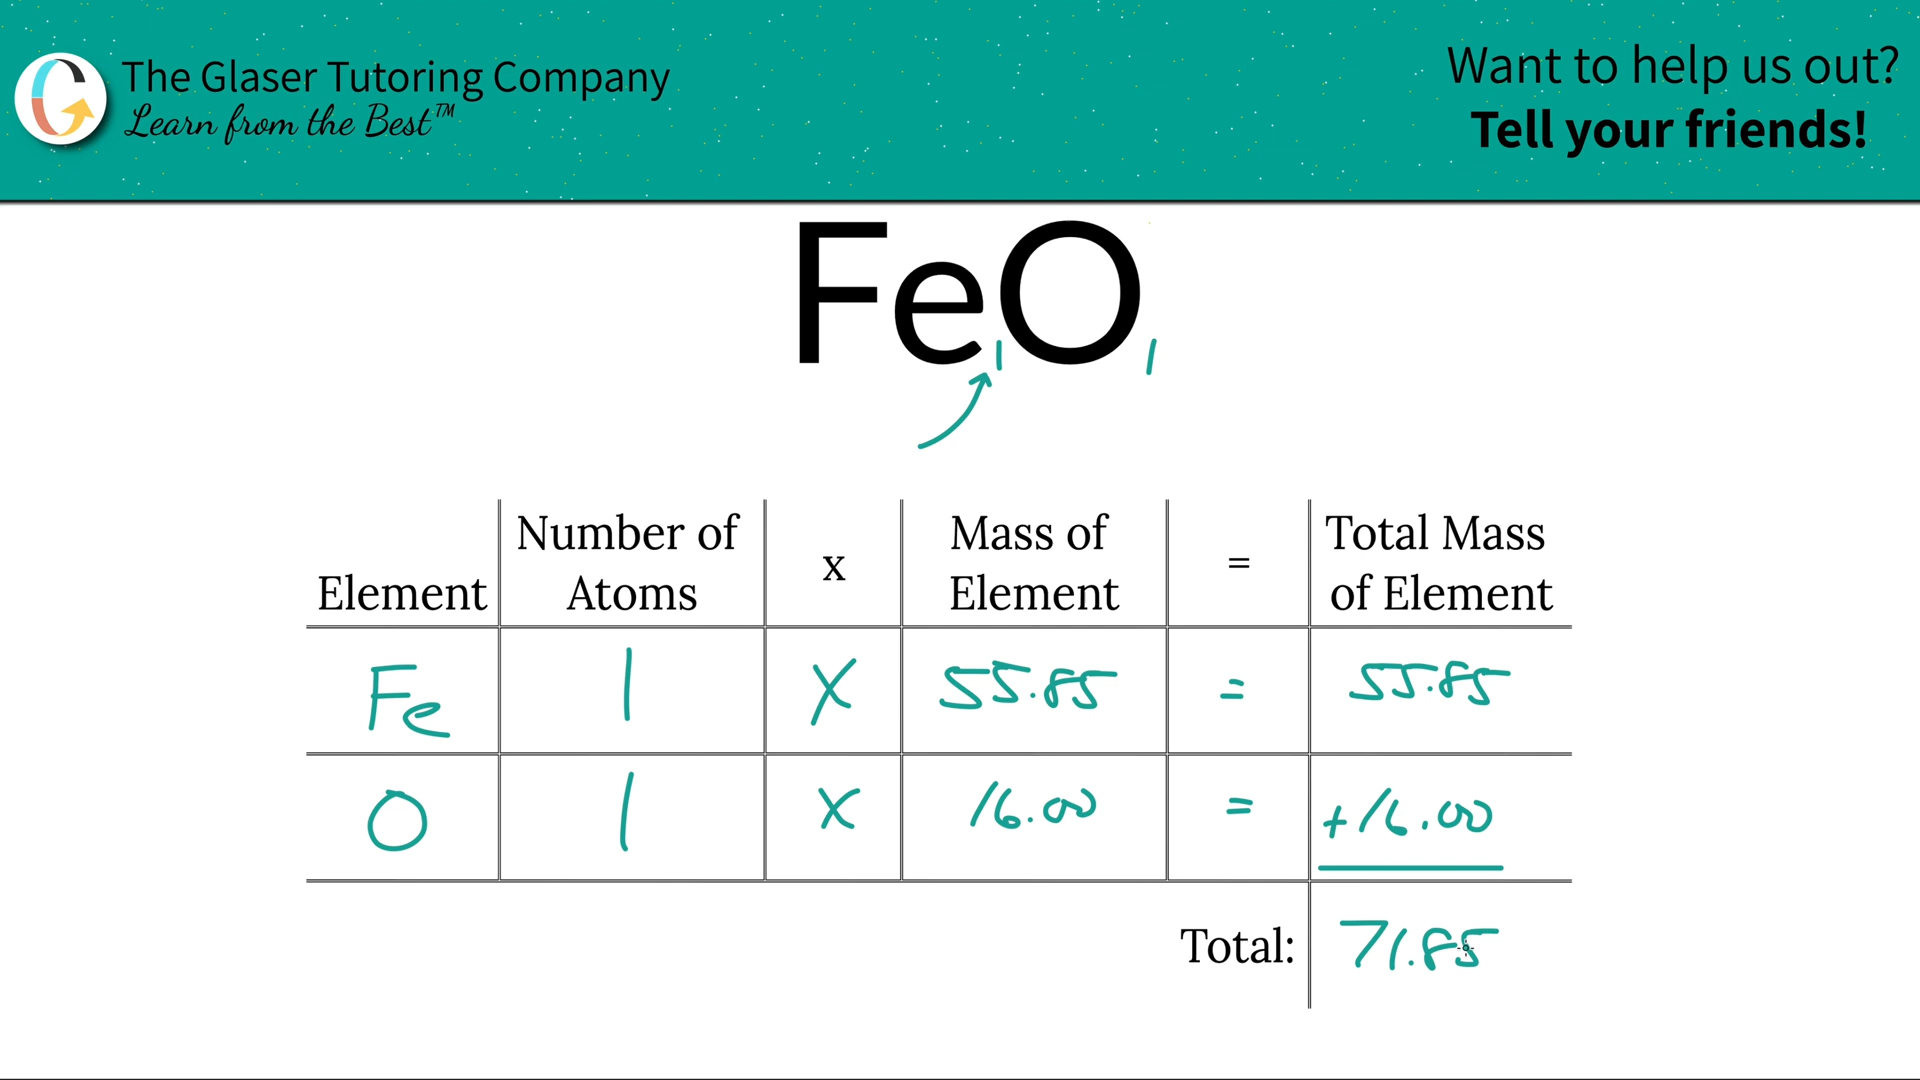 The Glaser Tutoring Company
Learn from the Best™
Want to help us out?
Tell your friends!
FeO
1 1
Element Number of Atoms x Mass of Element = Total Mass of Element
Fe 1 x 55.85 = 55.85
O 1 x 16.00 = +16.00
Total: 71.85